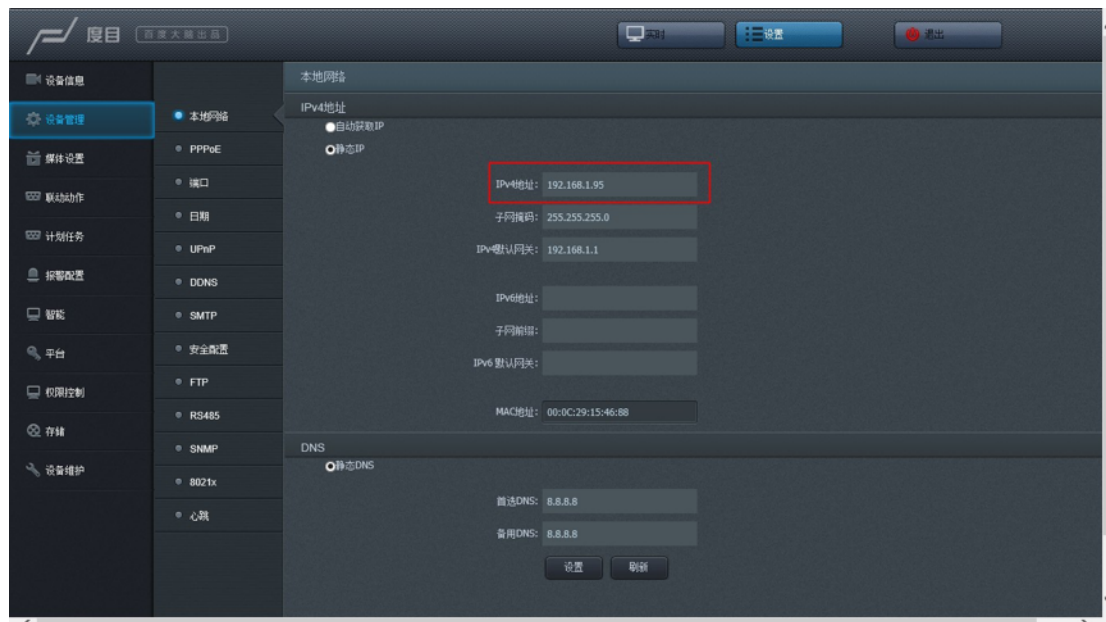 度目 百度大脑出品
实时 设置 退出
设备信息
设备管理
媒体设置
联动动作
计划任务
报警配置
智能
平台
权限控制
存储
设备维护
本地网络
PPPoE
端口
日期
UPnP
DDNS
SMTP
安全配置
FTP
RS485
SNMP
8021x
心跳
本地网络
IPv4地址
自动获取IP
静态IP
IPv4地址: 192.168.1.95
子网掩码: 255.255.255.0
IPv4默认网关: 192.168.1.1
IPv6地址:
子网前缀:
IPv6 默认网关:
MAC地址: 00:0C:29:15:46:88
DNS
静态DNS
首选DNS: 8.8.8.8
备用DNS: 8.8.8.8
设置 刷新